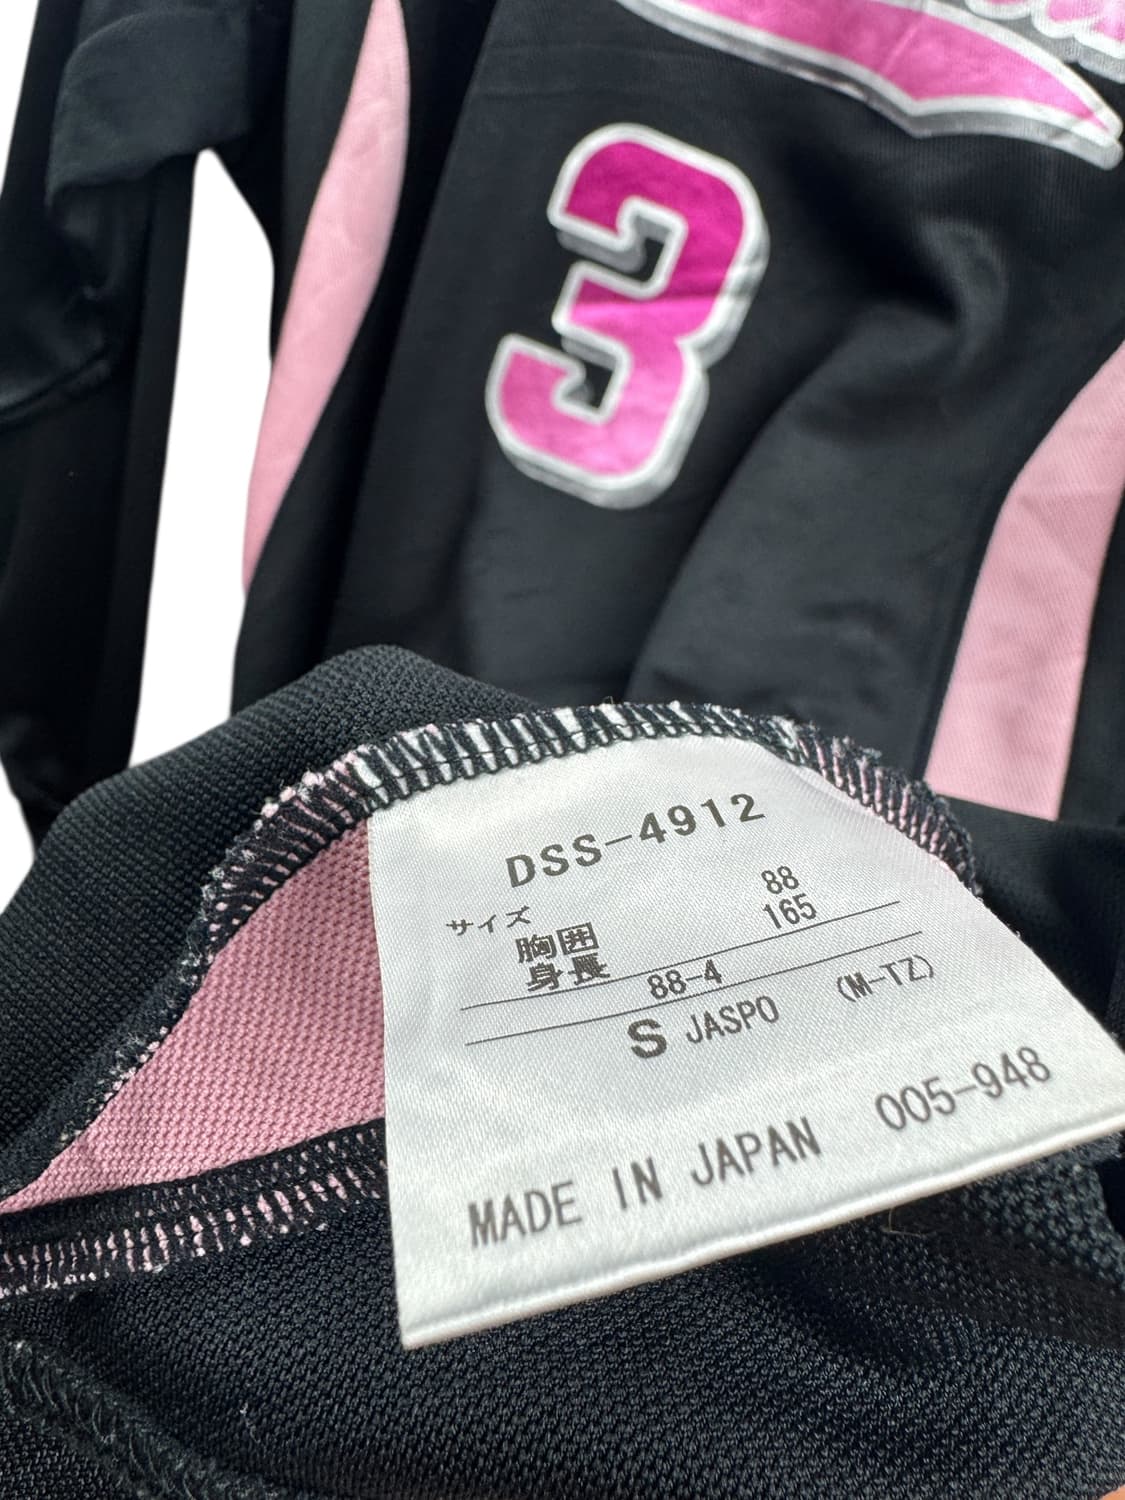 3
DSS-4912
サイズ
胸囲 88
身長 165
88-4
S JASPO (M-TZ)
MADE IN JAPAN 005-948